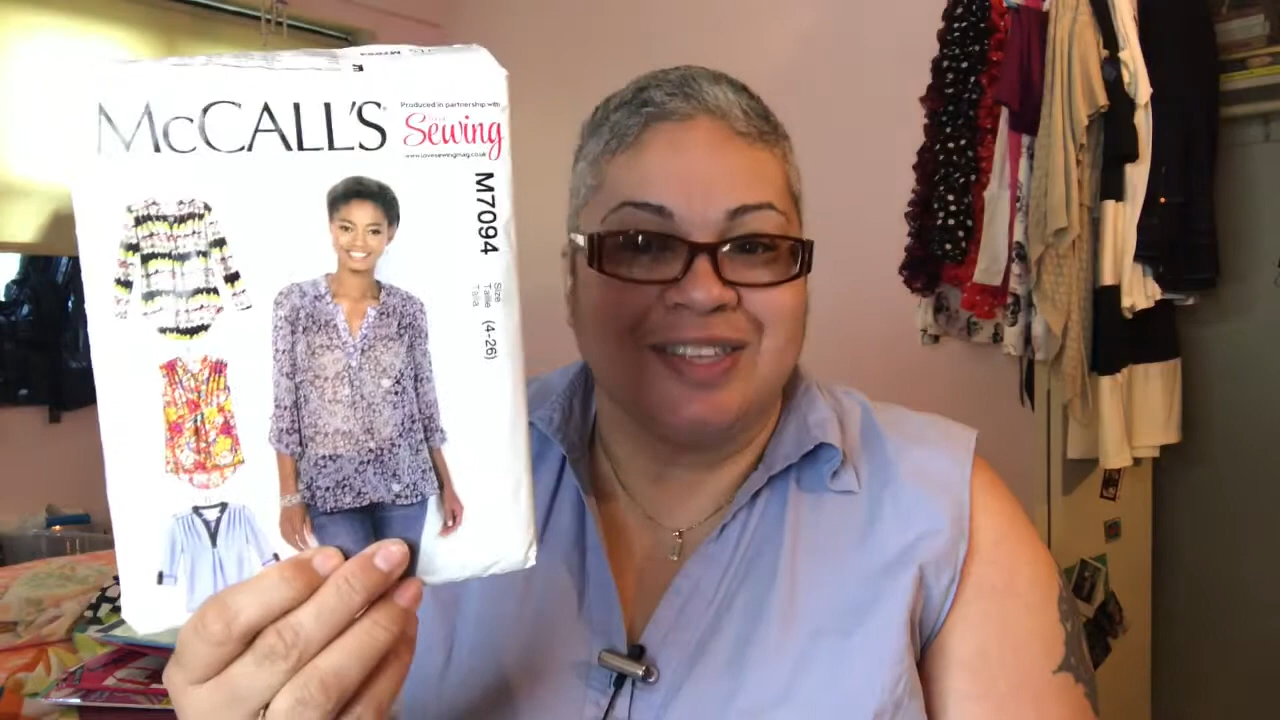 McCALL'S
Produced in partnership with
Sewing
www.lovesewingmag.co.uk
M7094
Size
Taille (4-26)
Talla